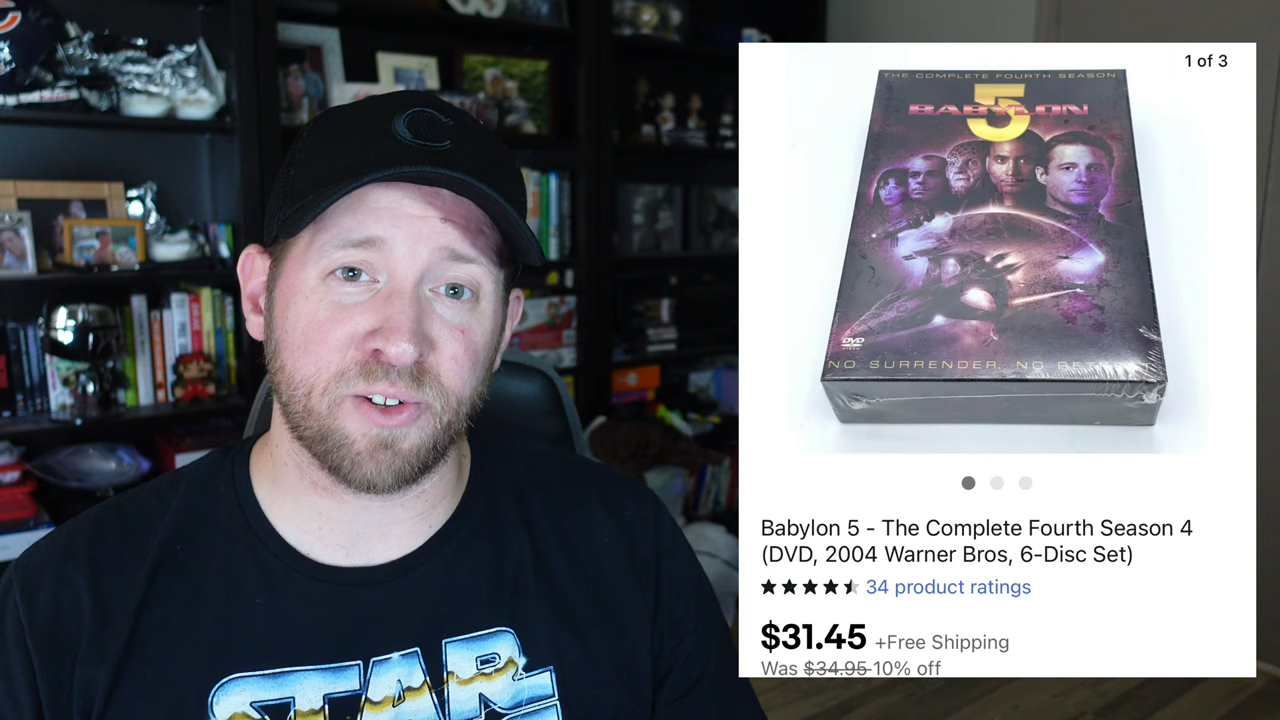 C
STAR
1 of 3
THE COMPLETE FOURTH SEASON
BABYLON
5
DVD
VIDEO
NO SURRENDER, NO
Babylon 5 - The Complete Fourth Season 4
(DVD, 2004 Warner Bros, 6-Disc Set)
34 product ratings
$31.45 +Free Shipping
Was $34.95 10% off